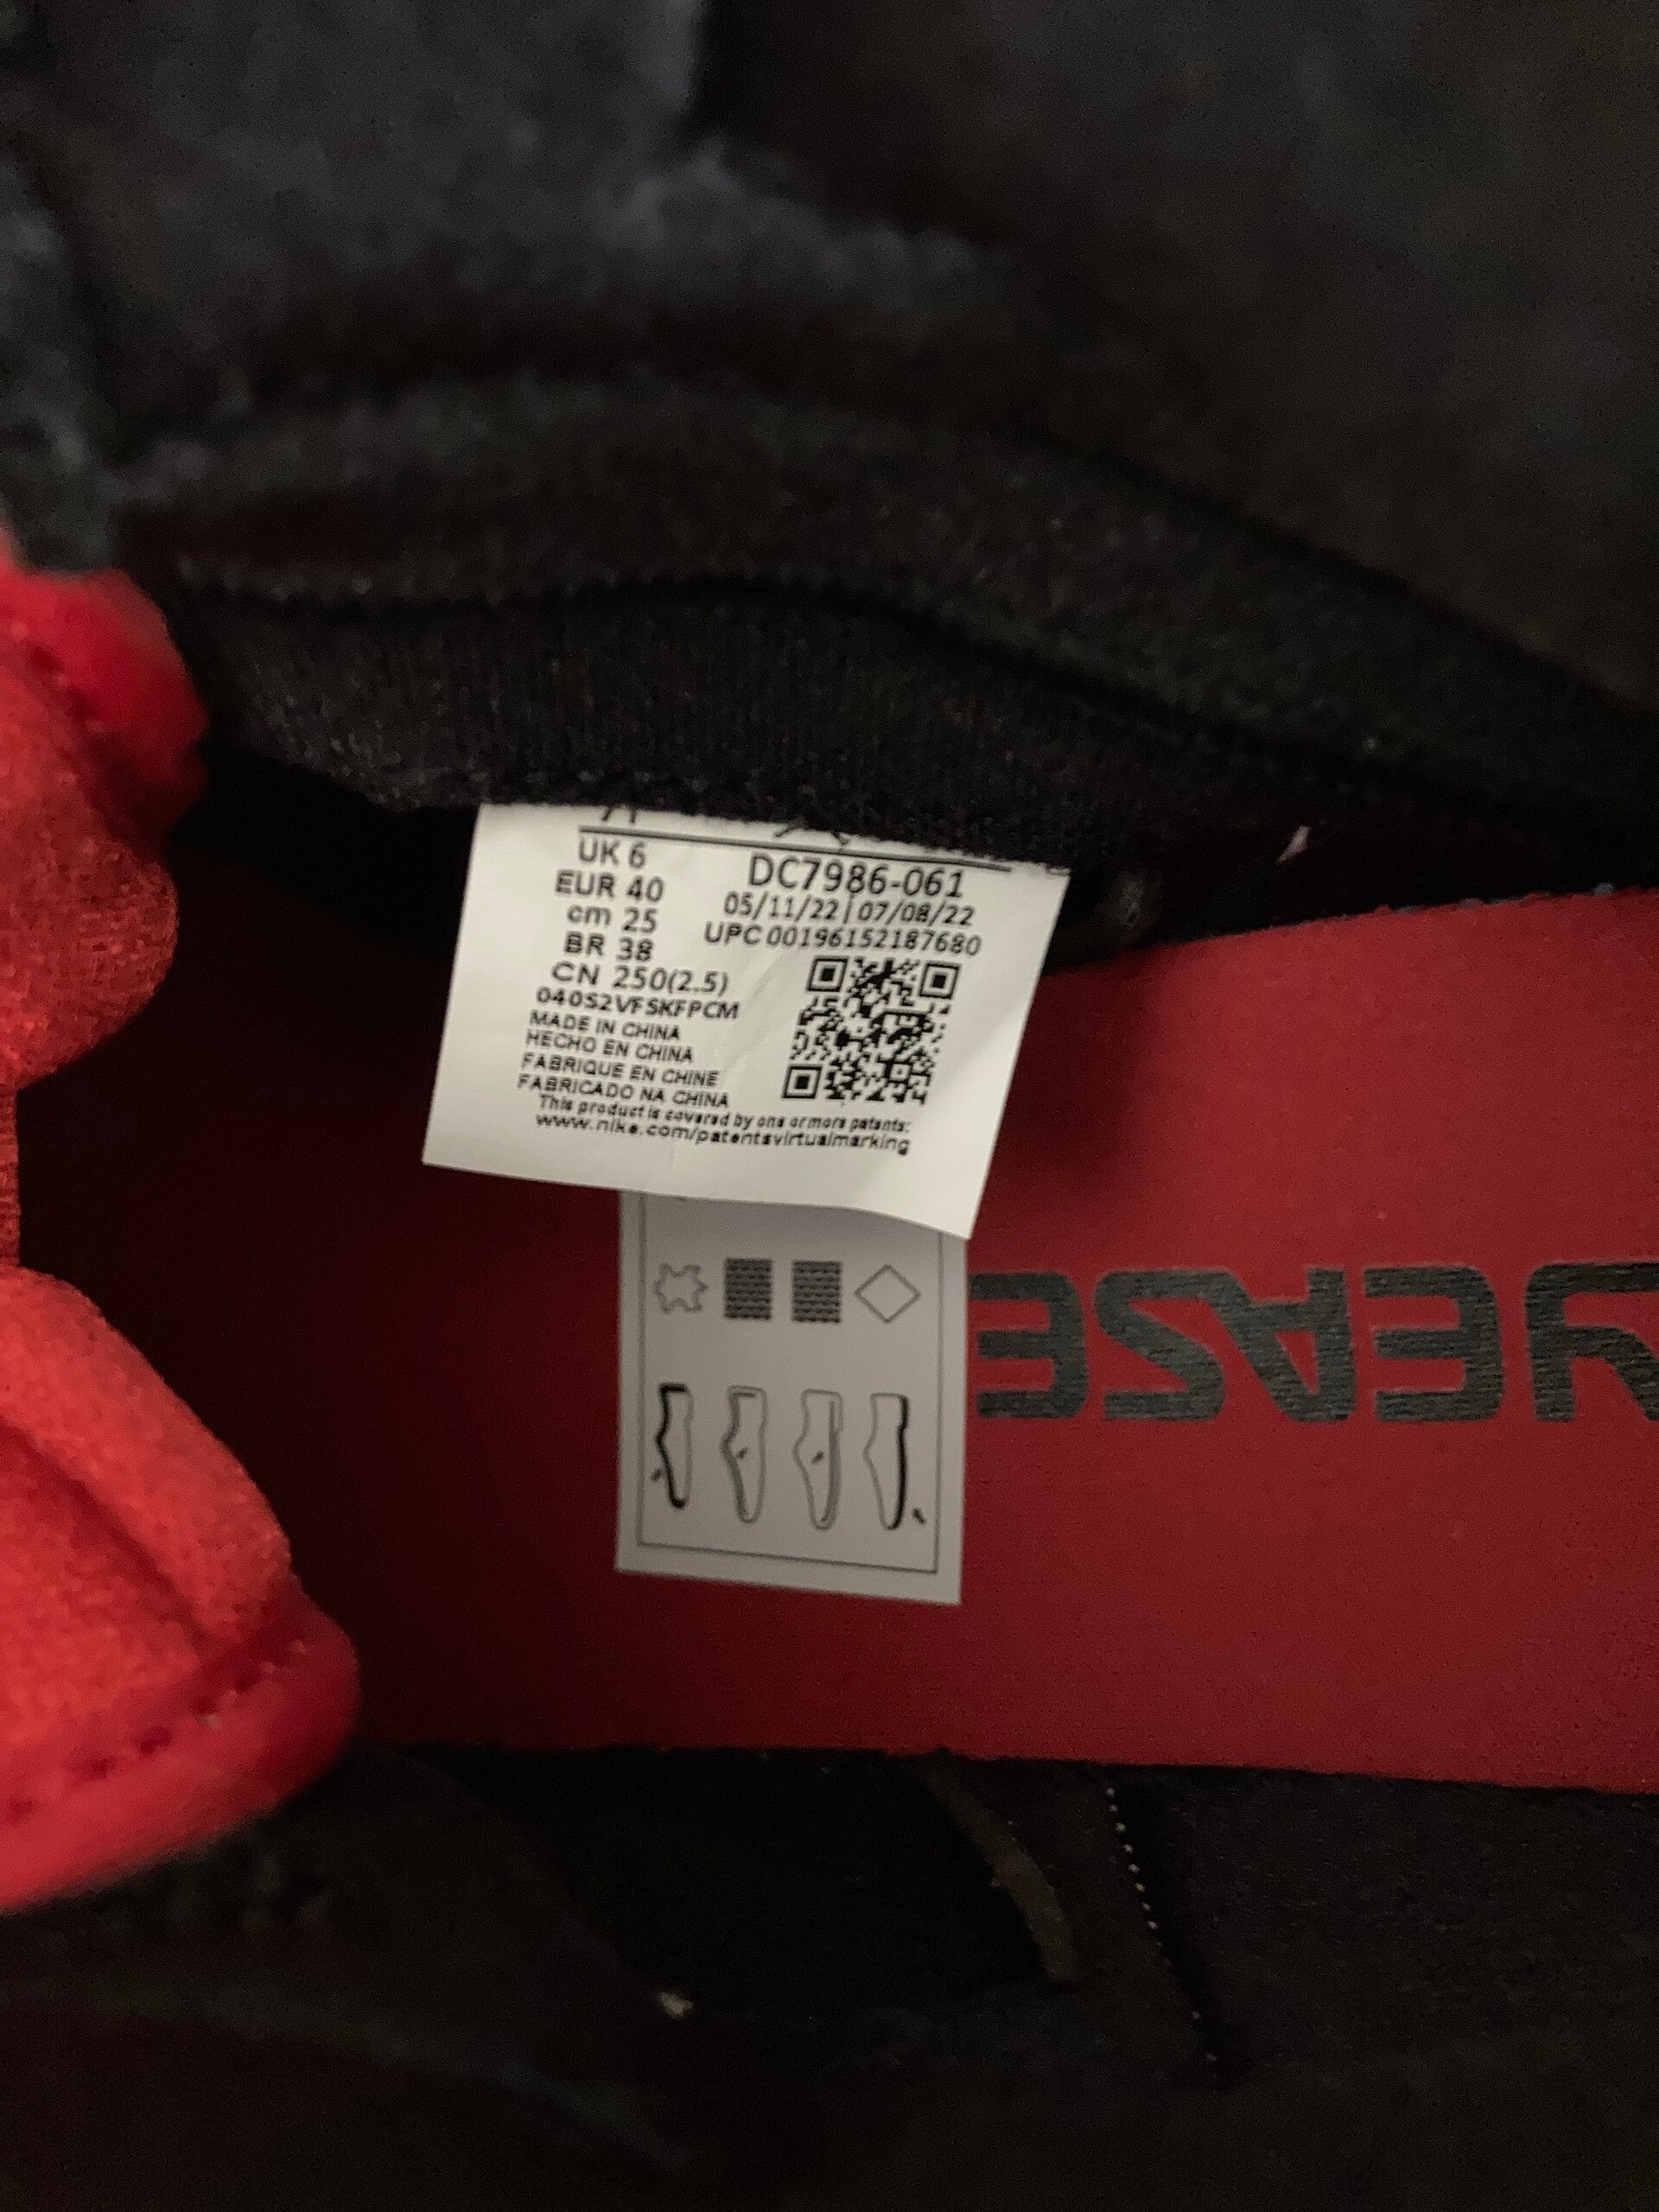 UK 6
EUR 40
cm 25
BR 38
CN 250(2.5)
040S2VFSKFPCM
MADE IN CHINA
HECHO EN CHINA
FABRIQUE EN CHINE
FABRICADO NA CHINA
DC7986-061
05/11/22 | 07/08/22
UPC 00196152187680
This product is covered by one or more patents:
www.nike.com/patentsvirtualmarking
EASE